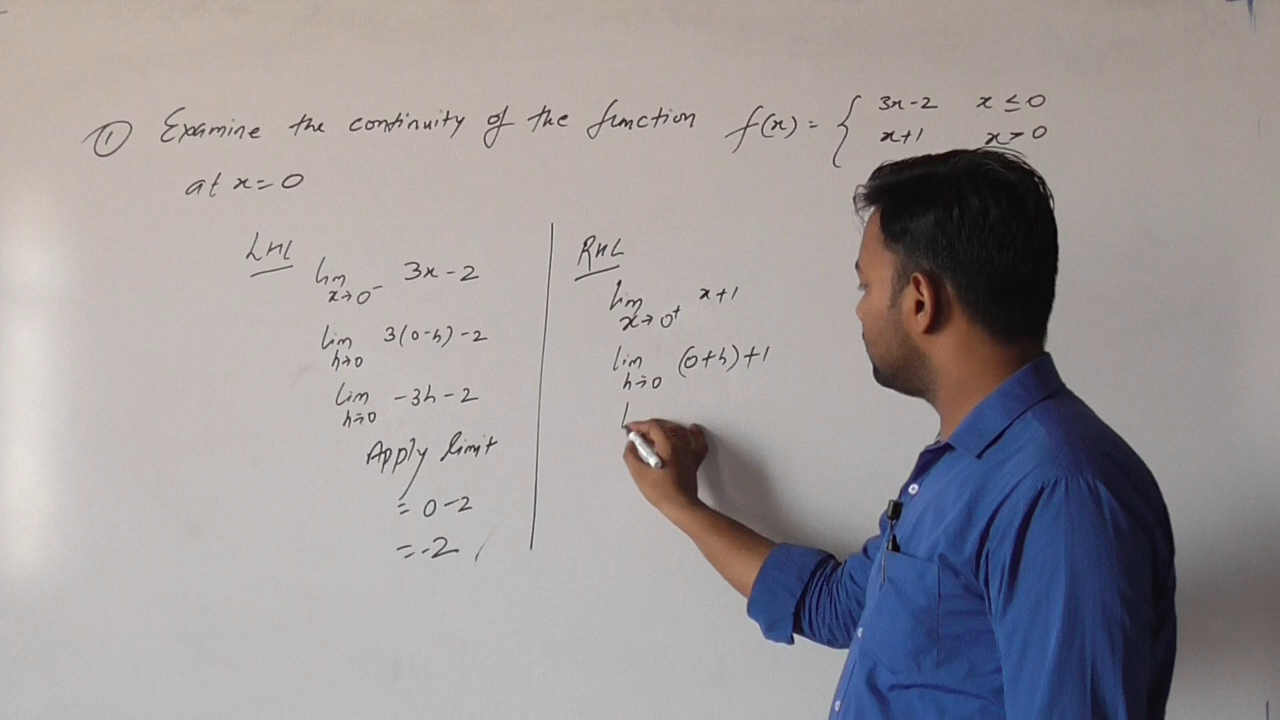 ① Examine the continuity of the function f(x) = { 3x-2 x ≤ 0
x+1 x > 0
at x = 0
LHL
lim x→0⁻ 3x-2
lim h→0 3(0-h)-2
lim h→0 -3h-2
Apply limit
= 0-2
= -2
RHL
lim x→0⁺ x+1
lim h→0 (0+h)+1